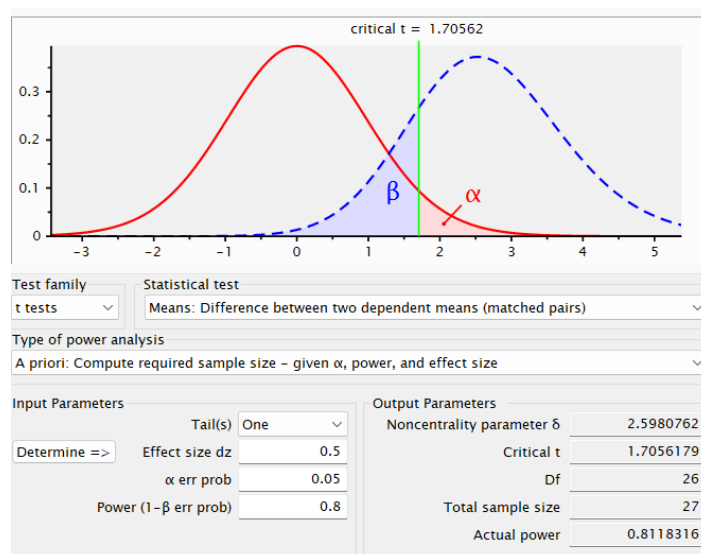 critical t = 1.70562
0.3
0.2
0.1
0
β
α
−3 −2 −1 0 1 2 3 4 5
Test family Statistical test
t tests Means: Difference between two dependent means (matched pairs)
Type of power analysis
A priori: Compute required sample size – given α, power, and effect size
Input Parameters
Tail(s) One
Determine => Effect size dz 0.5
α err prob 0.05
Power (1−β err prob) 0.8
Output Parameters
Noncentrality parameter δ 2.5980762
Critical t 1.7056179
Df 26
Total sample size 27
Actual power 0.8118316